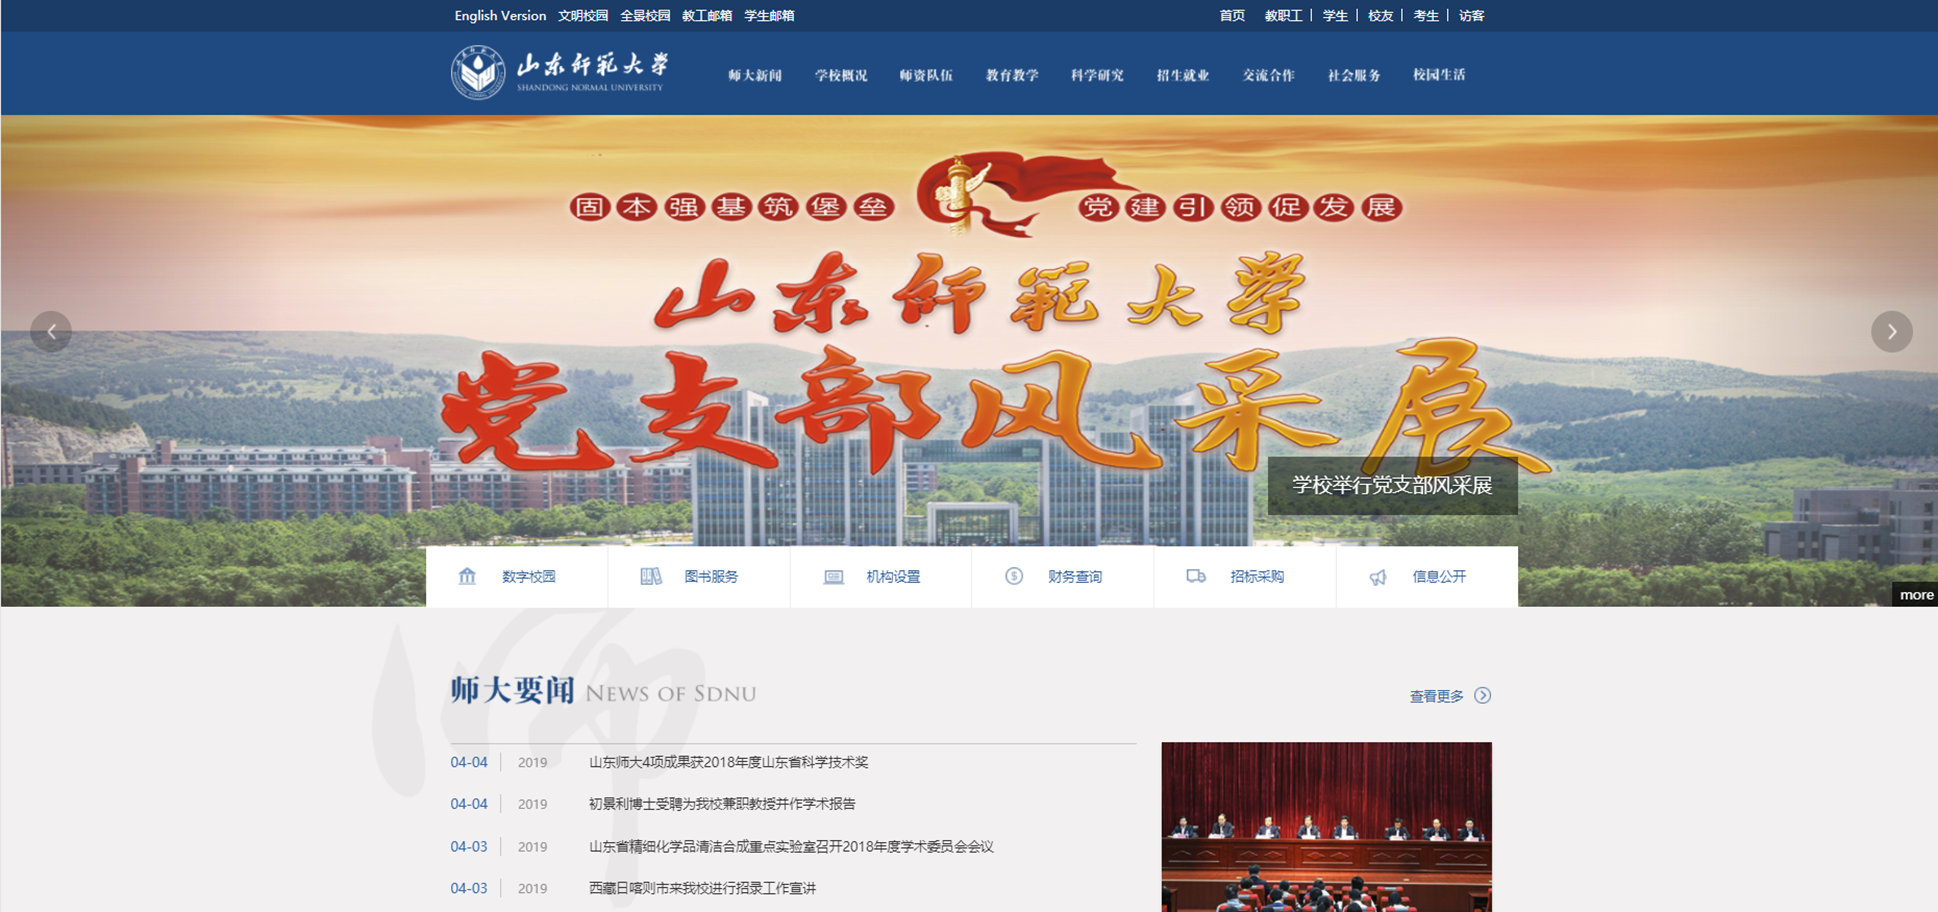 English Version 文明校园 全景校园 教工邮箱 学生邮箱 首页 教职工 学生 校友 考生 访客
山东师范大学
SHANDONG NORMAL UNIVERSITY
师大新闻 学校概况 师资队伍 教育教学 科学研究 招生就业 交流合作 社会服务 校园生活
固本强基筑堡垒 党建引领促发展
山东师范大学
党支部风采展
学校举行党支部风采展
数字校园 图书服务 机构设置 财务查询 招标采购 信息公开
more
师大要闻 NEWS OF SDNU 查看更多
04-04 2019 山东师大4项成果获2018年度山东省科学技术奖
04-04 2019 初景利博士受聘为我校兼职教授并作学术报告
04-03 2019 山东省精细化学品清洁合成重点实验室召开2018年度学术委员会会议
04-03 2019 西藏日喀则市来我校进行招录工作宣讲